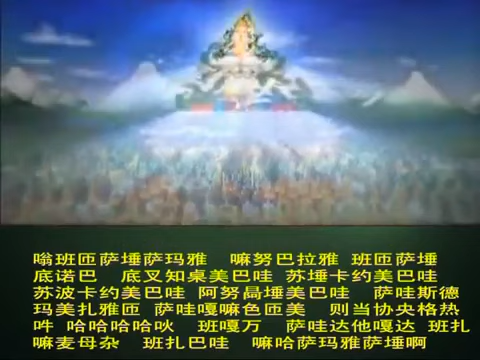 嗡班匝萨埵萨玛雅 嘛努巴拉雅 班匝萨埵
底诺巴 底叉知桌美巴哇 苏埵卡约美巴哇
苏波卡约美巴哇 阿努晑埵美巴哇 萨哇斯德
玛美扎雅匝 萨哇嘎嘛色匝美 则当协央格热
吽 哈哈哈哈吙 班嘎万 萨哇达他嘎达 班扎
嘛麦母杂 班扎巴哇 嘛哈萨玛雅萨埵啊